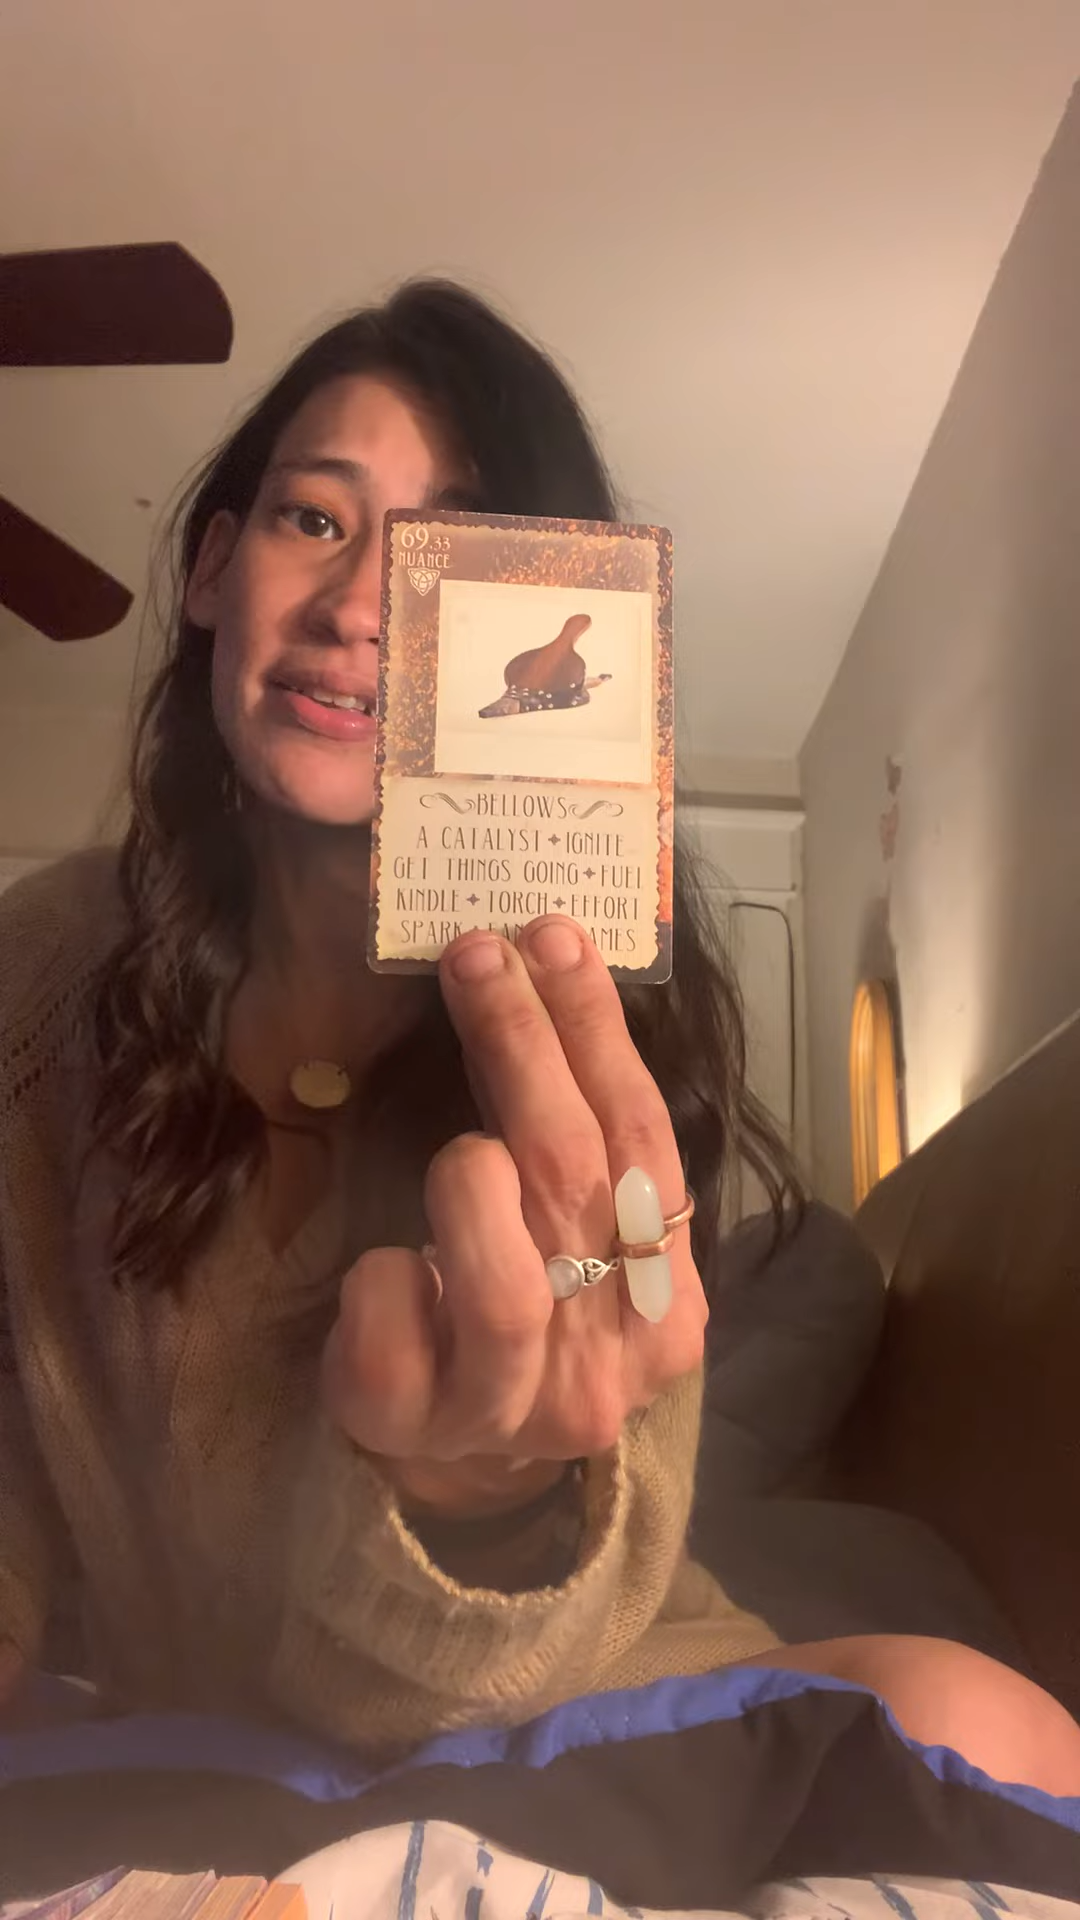 69.33
NUANCE
BELLOWS
A CATALYST ✦ IGNITE
GET THINGS GOING ✦ FUEL
KINDLE ✦ TORCH ✦ EFFORT
SPARK ✦